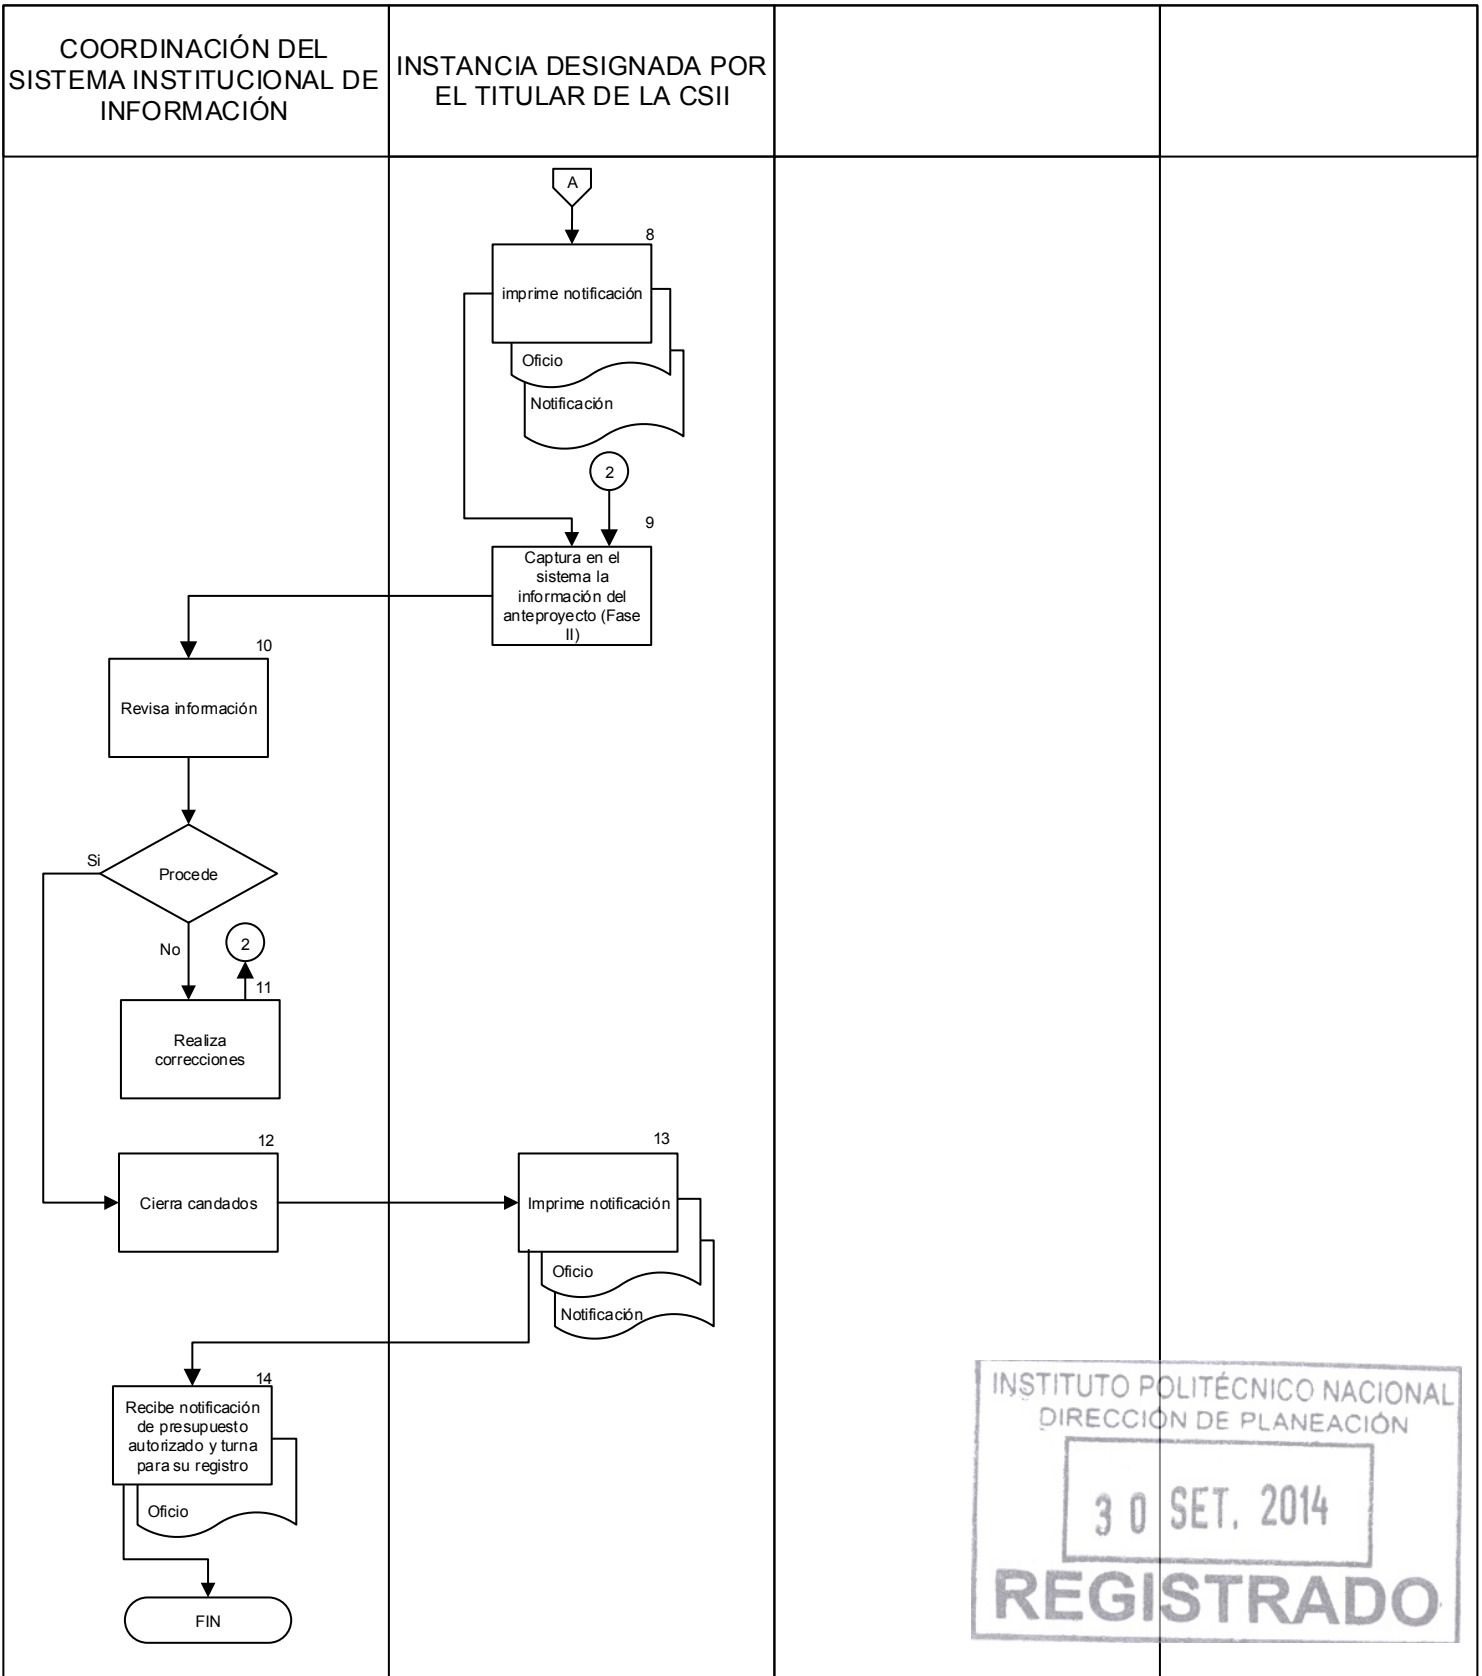 COORDINACIÓN DEL
SISTEMA INSTITUCIONAL DE
INFORMACIÓN
INSTANCIA DESIGNADA POR
EL TITULAR DE LA CSII
A
8
imprime notificación
Oficio
Notificación
2
9
Captura en el
sistema la
información del
anteproyecto (Fase
II)
10
Revisa información
Si
Procede
No
2
11
Realiza
correcciones
12
Cierra candados
13
Imprime notificación
Oficio
Notificación
14
Recibe notificación
de presupuesto
autorizado y turna
para su registro
Oficio
FIN
INSTITUTO POLITÉCNICO NACIONAL
DIRECCIÓN DE PLANEACIÓN
30 SET. 2014
REGISTRADO